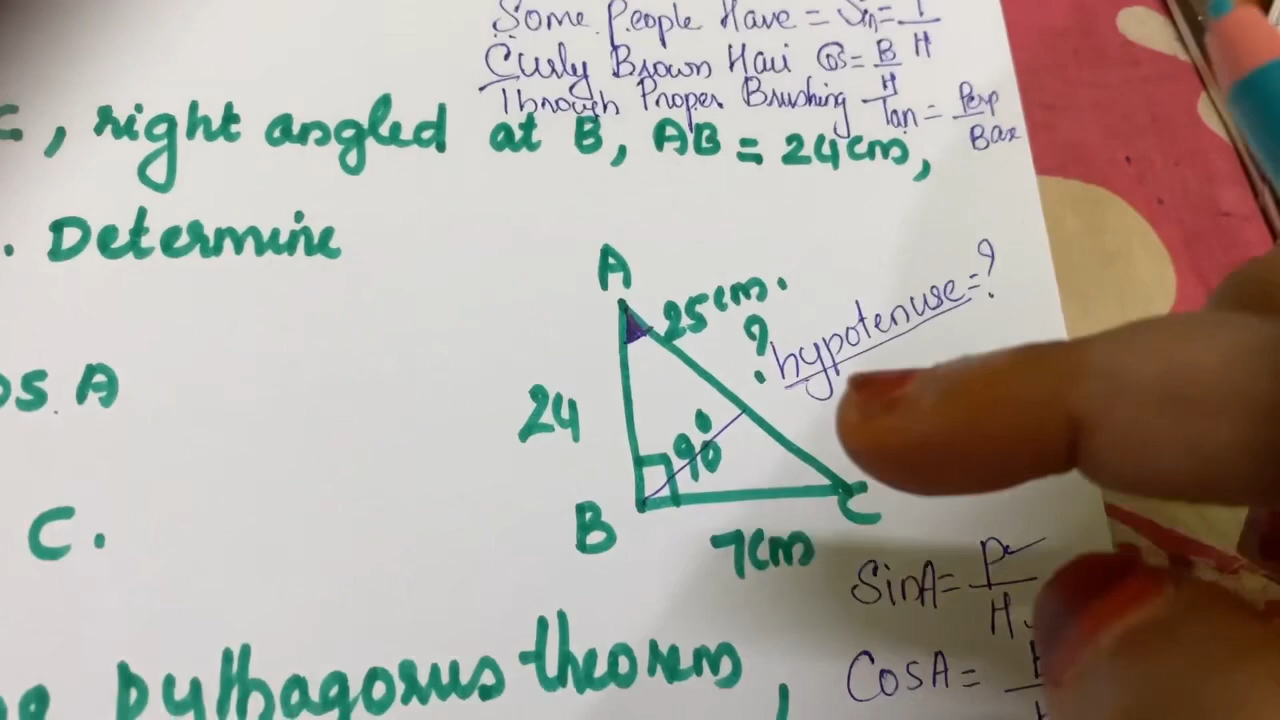 Some People Have = Sin = P/H
Curly Brown Hair Cos = B/H
Through Proper Brushing Tan = Perp/Base
, right angled at B, AB = 24cm,
. Determine
A
25cm.
?
hypotenuse=?
os A
24
90°
B
C
7cm
C.
SinA = Pe/H
CosA =
pythagorus theorem,